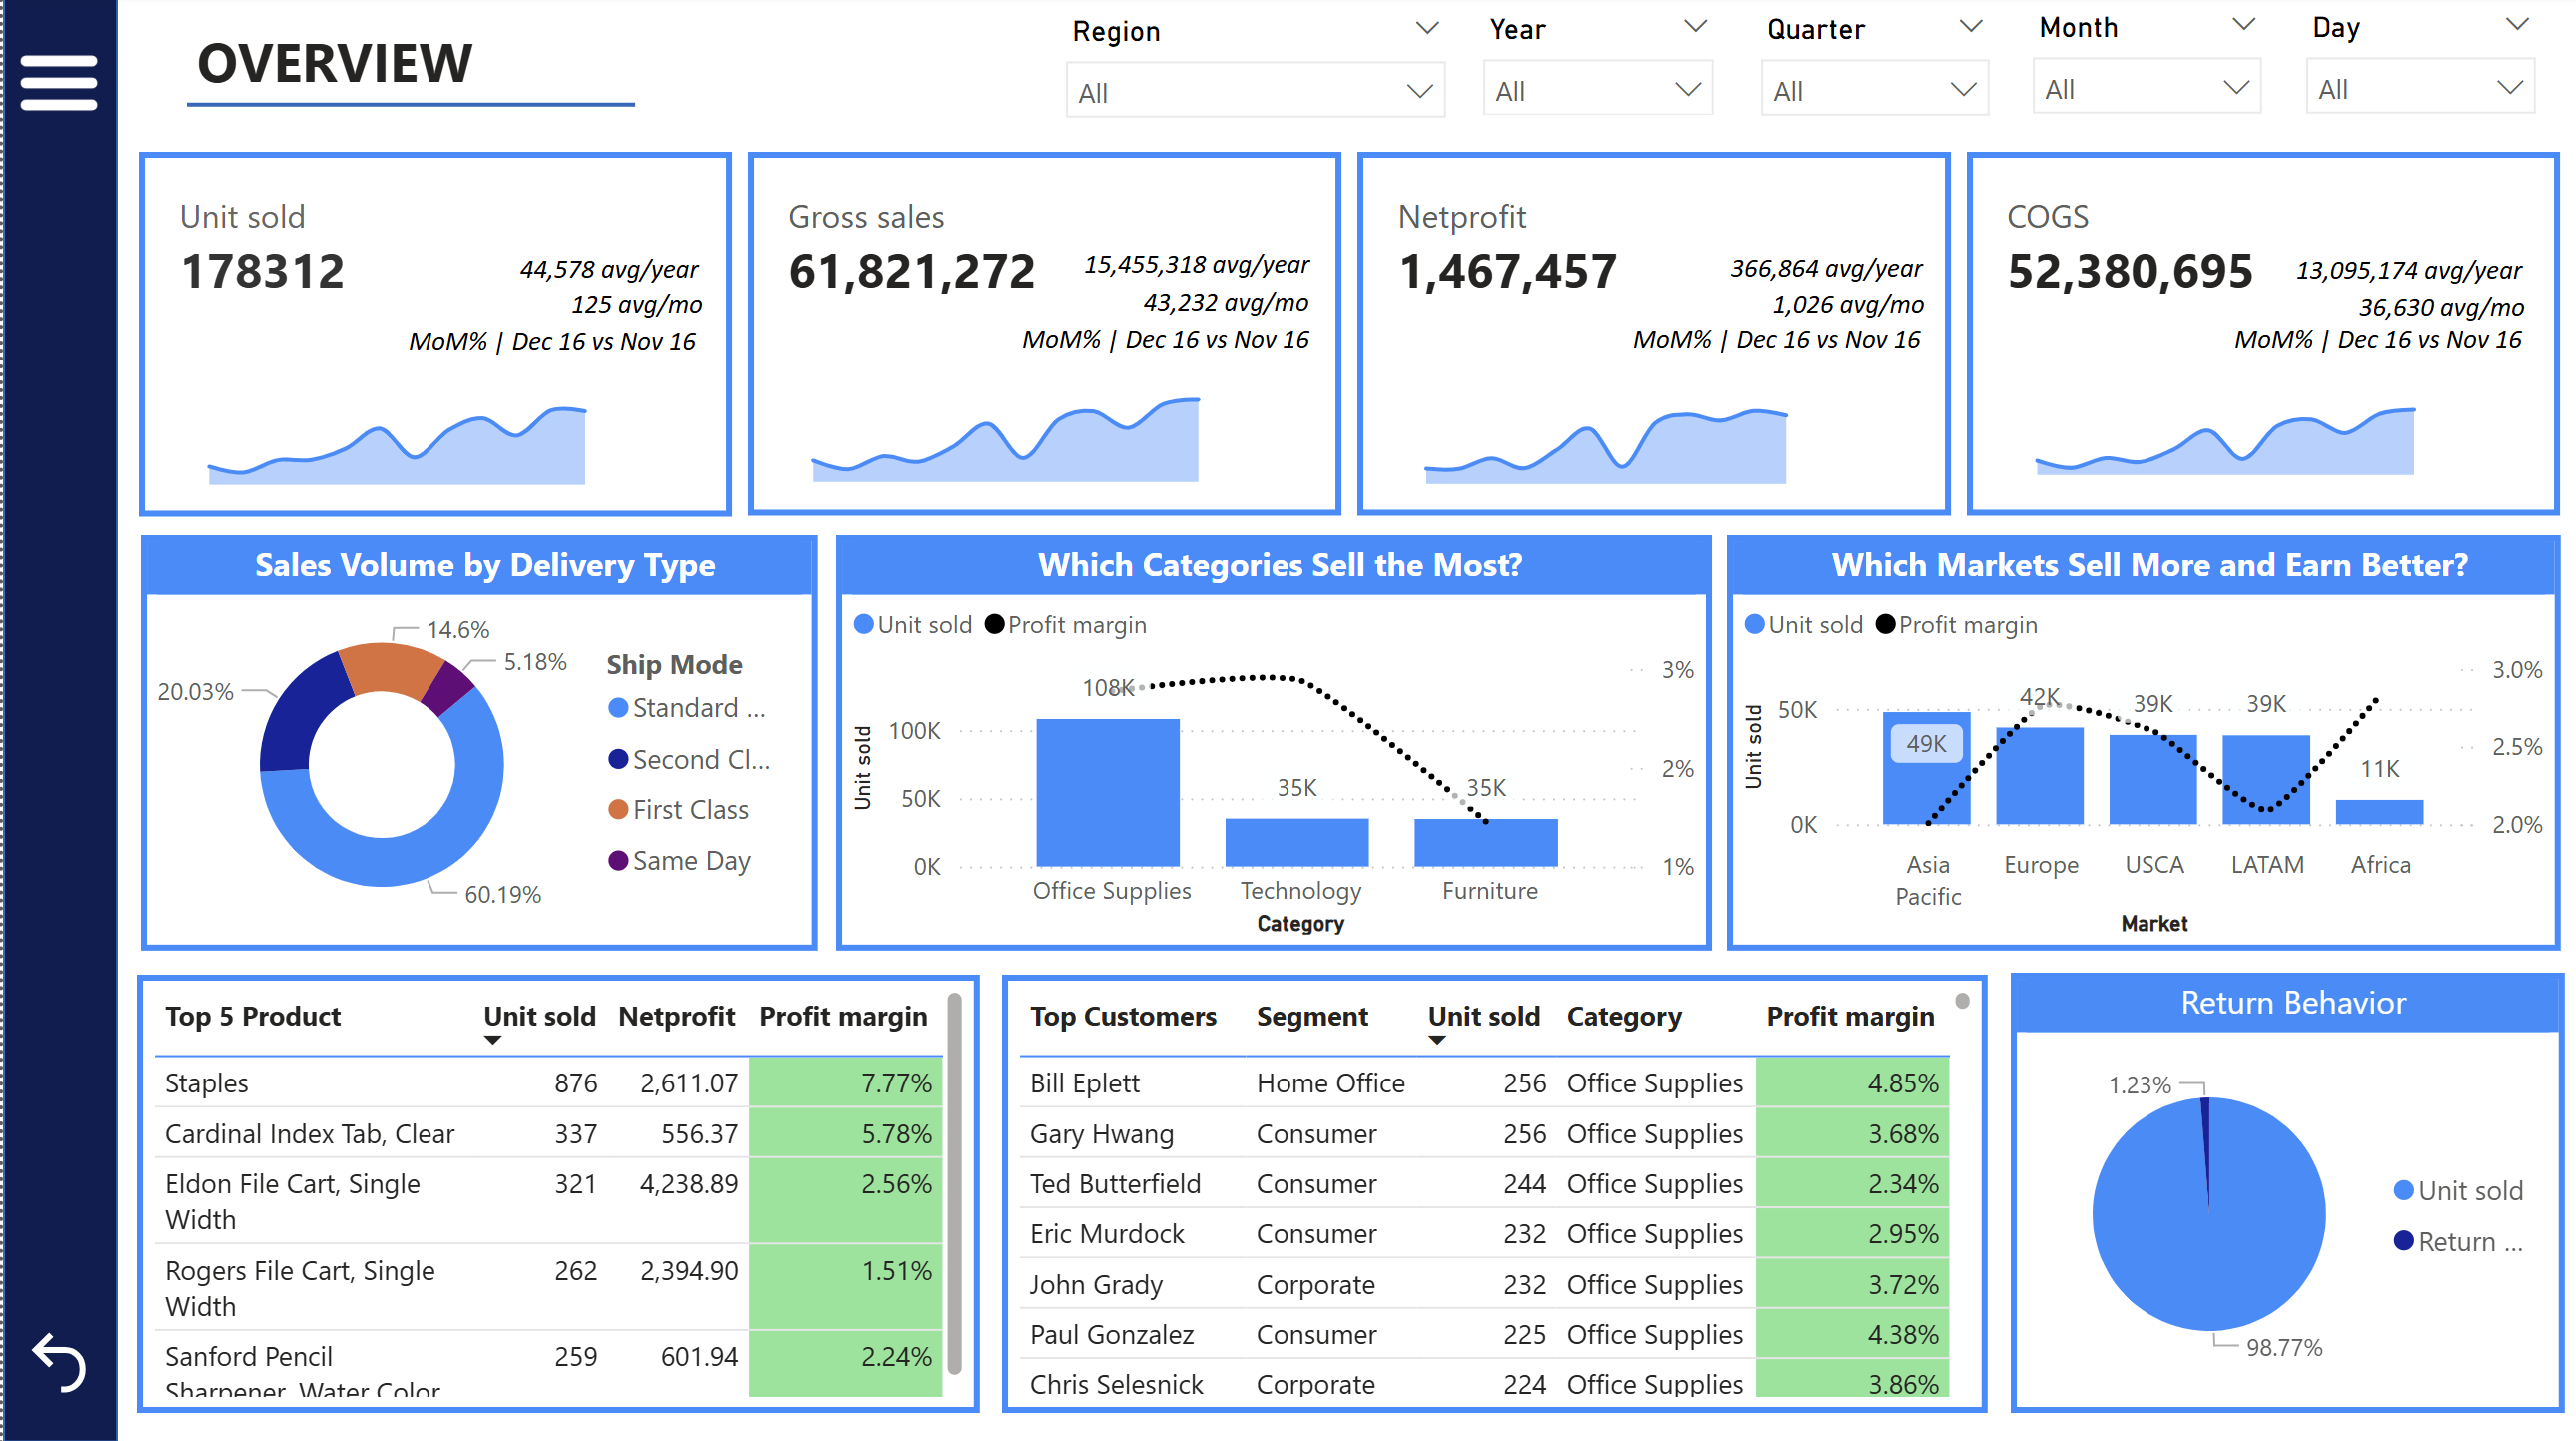 OVERVIEW
Region
All
Year
All
Quarter
All
Month
All
Day
All
Unit sold
178312
44,578 avg/year
125 avg/mo
MoM% | Dec 16 vs Nov 16
Gross sales
61,821,272
15,455,318 avg/year
43,232 avg/mo
MoM% | Dec 16 vs Nov 16
Netprofit
1,467,457
366,864 avg/year
1,026 avg/mo
MoM% | Dec 16 vs Nov 16
COGS
52,380,695
13,095,174 avg/year
36,630 avg/mo
MoM% | Dec 16 vs Nov 16
Sales Volume by Delivery Type
14.6%
5.18%
20.03%
60.19%
Ship Mode
Standard ...
Second Cl...
First Class
Same Day
Which Categories Sell the Most?
Unit sold Profit margin
Unit sold
100K
50K
0K
108K
35K
35K
3%
2%
1%
Office Supplies Technology Furniture
Category
Which Markets Sell More and Earn Better?
Unit sold Profit margin
Unit sold
50K
0K
49K
42K
39K
39K
11K
3.0%
2.5%
2.0%
Asia
Pacific
Europe USCA LATAM Africa
Market
Top 5 Product Unit sold Netprofit Profit margin
Staples 876 2,611.07 7.77%
Cardinal Index Tab, Clear 337 556.37 5.78%
Eldon File Cart, Single 321 4,238.89 2.56%
Width
Rogers File Cart, Single 262 2,394.90 1.51%
Width
Sanford Pencil 259 601.94 2.24%
Sharpener, Water Color
Top Customers Segment Unit sold Category Profit margin
Bill Eplett Home Office 256 Office Supplies 4.85%
Gary Hwang Consumer 256 Office Supplies 3.68%
Ted Butterfield Consumer 244 Office Supplies 2.34%
Eric Murdock Consumer 232 Office Supplies 2.95%
John Grady Corporate 232 Office Supplies 3.72%
Paul Gonzalez Consumer 225 Office Supplies 4.38%
Chris Selesnick Corporate 224 Office Supplies 3.86%
Return Behavior
1.23%
98.77%
Unit sold
Return ...